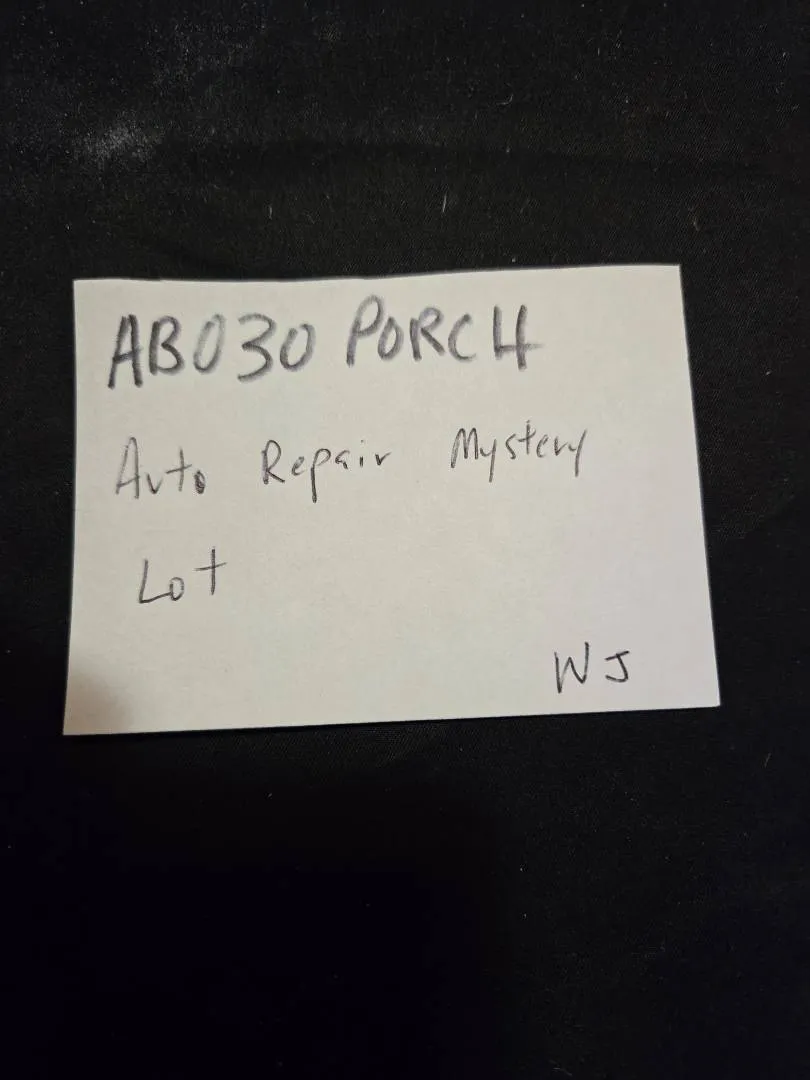 AB030 PORCH
Auto Repair Mystery
Lot
WJ